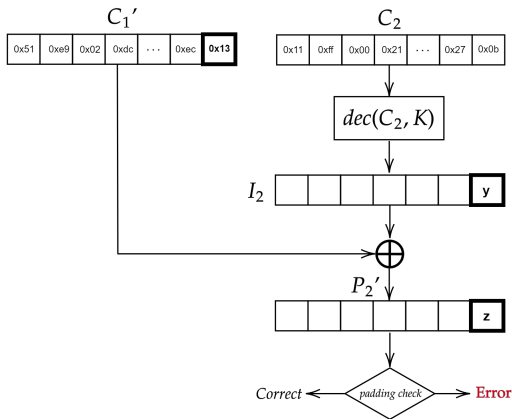 C₁′
C₂
0x51 0xe9 0x02 0xdc ··· 0xec 0x13
0x11 0xff 0x00 0x21 ··· 0x27 0x0b
dec(C₂, K)
I₂
y
P₂′
z
Correct padding check Error